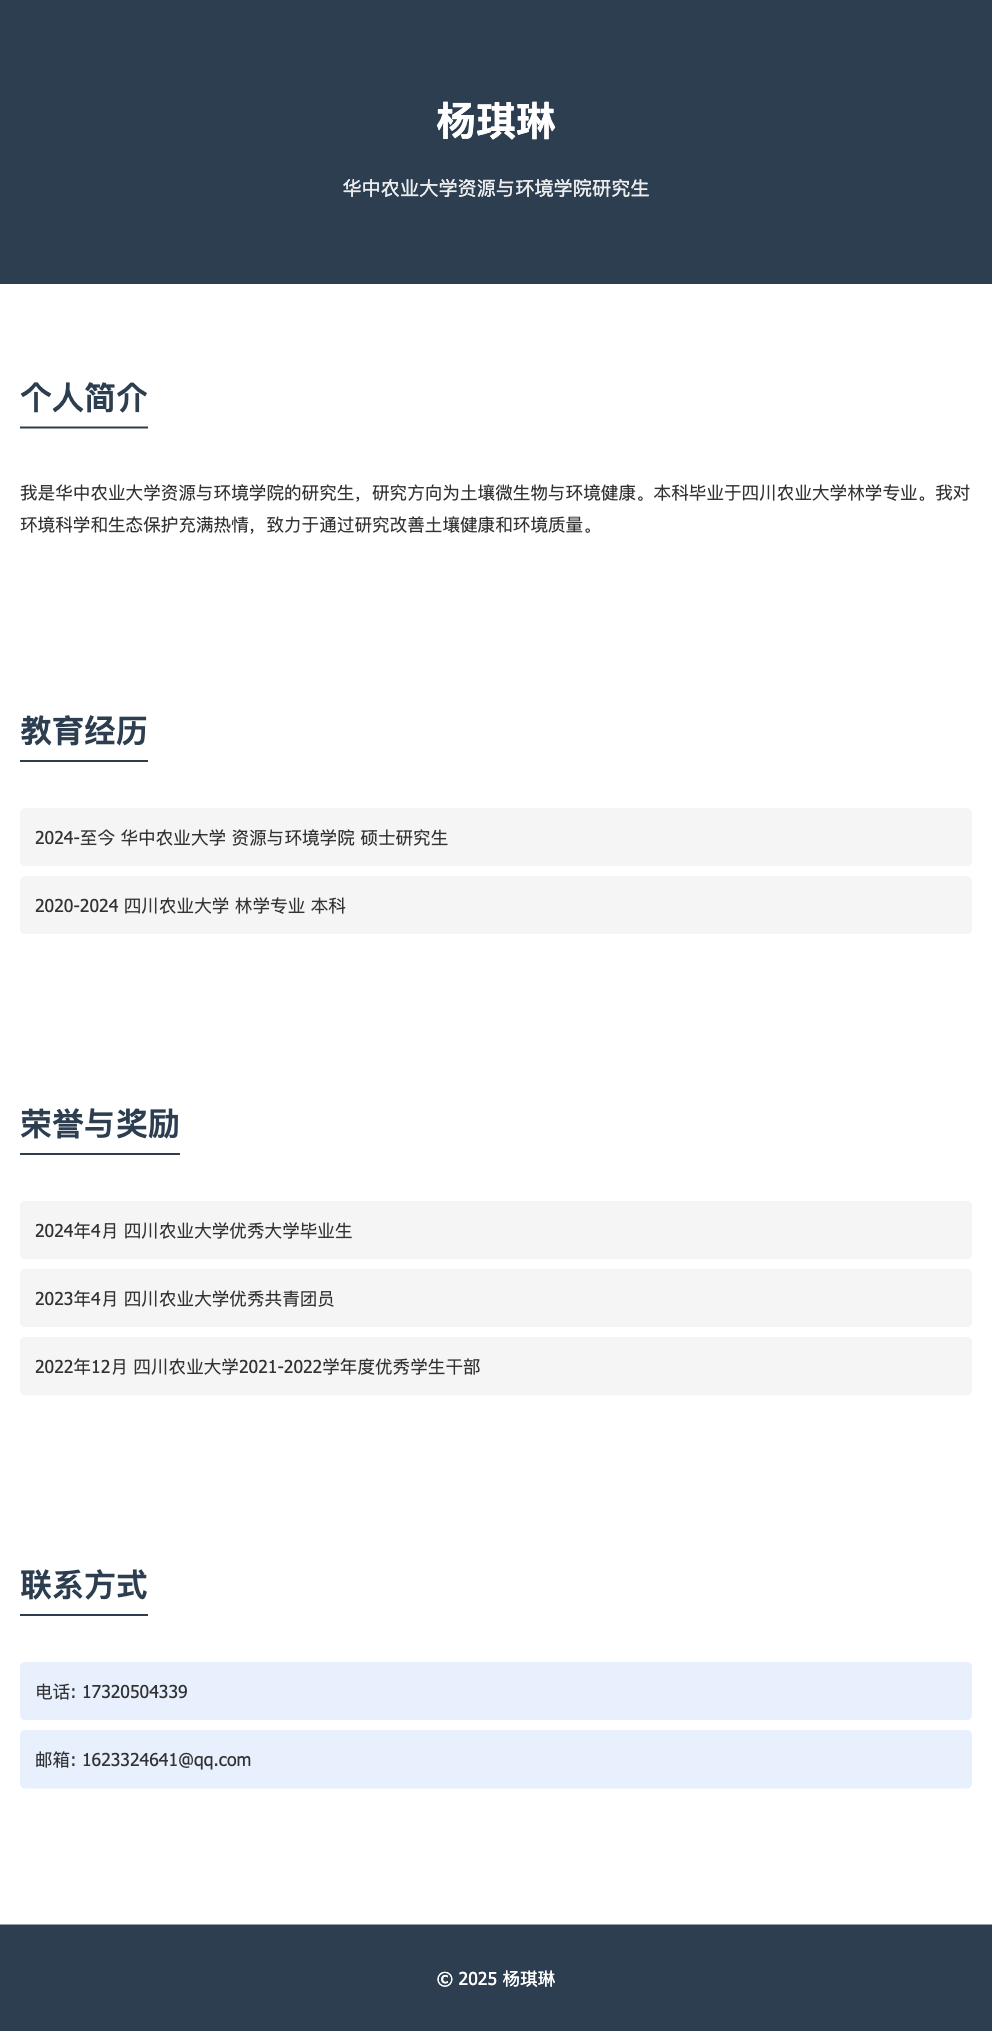 杨琪琳
华中农业大学资源与环境学院研究生
个人简介
我是华中农业大学资源与环境学院的研究生，研究方向为土壤微生物与环境健康。本科毕业于四川农业大学林学专业。我对
环境科学和生态保护充满热情，致力于通过研究改善土壤健康和环境质量。
教育经历
2024-至今 华中农业大学 资源与环境学院 硕士研究生
2020-2024 四川农业大学 林学专业 本科
荣誉与奖励
2024年4月 四川农业大学优秀大学毕业生
2023年4月 四川农业大学优秀共青团员
2022年12月 四川农业大学2021-2022学年度优秀学生干部
联系方式
电话: 17320504339
邮箱: 1623324641@qq.com
© 2025 杨琪琳